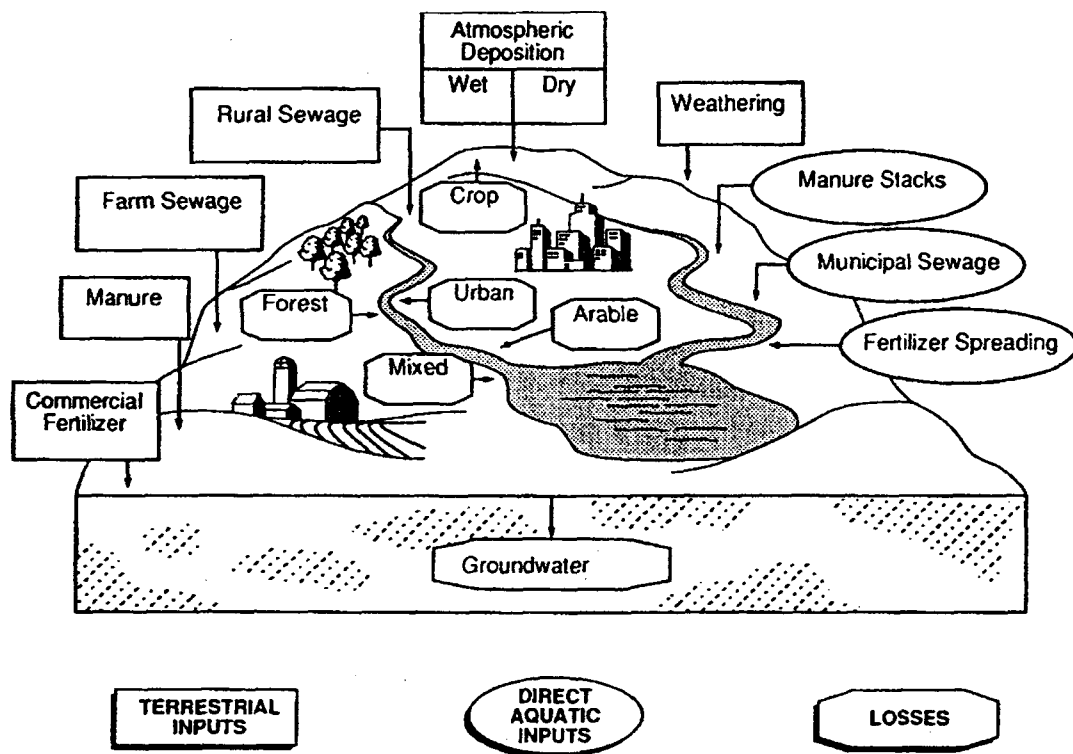 Atmospheric
Deposition
Wet Dry
Rural Sewage
Weathering
Farm Sewage
Crop
Manure Stacks
Manure
Municipal Sewage
Forest
Urban
Arable
Fertilizer Spreading
Mixed
Commercial
Fertilizer
Groundwater
TERRESTRIAL
INPUTS
DIRECT
AQUATIC
INPUTS
LOSSES